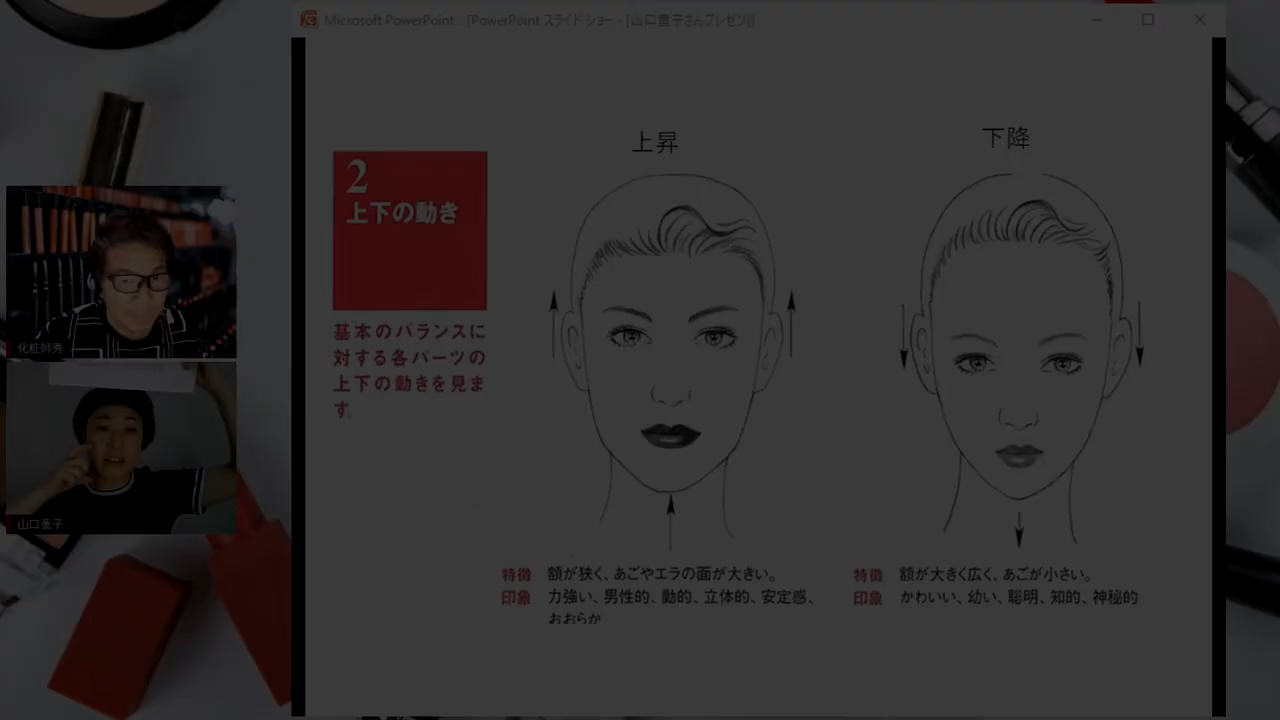 Microsoft PowerPoint - [PowerPoint スライド ショー - [山口童子さんプレゼン]]
上昇
下降
2
上下の動き
基本のバランスに
対する各パーツの
上下の動きを見ま
す。
化粧師秀
山口童子
特徴 額が狭く、あごやエラの面が大きい。
印象 力強い、男性的、動的、立体的、安定感、
おおらか
特徴 額が大きく広く、あごが小さい。
印象 かわいい、幼い、聡明、知的、神秘的